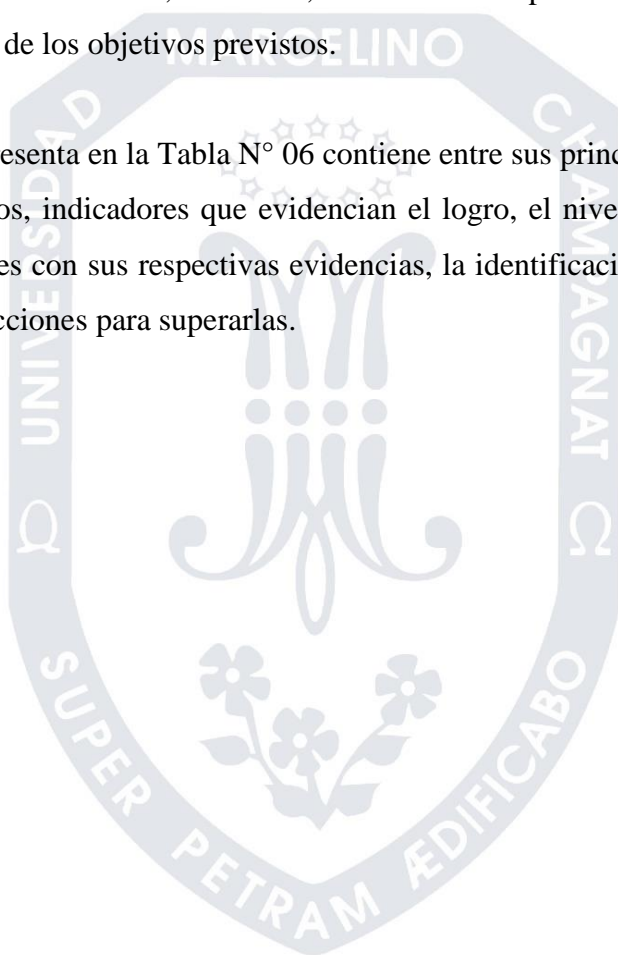 de los objetivos previstos.
resenta en la Tabla N° 06 contiene entre sus princ
os, indicadores que evidencian el logro, el nive
es con sus respectivas evidencias, la identificaci
cciones para superarlas.
UNIVERSIDAD MARCELINO CHAMPAGNAT
SUPER PETRAM ÆDIFICABO